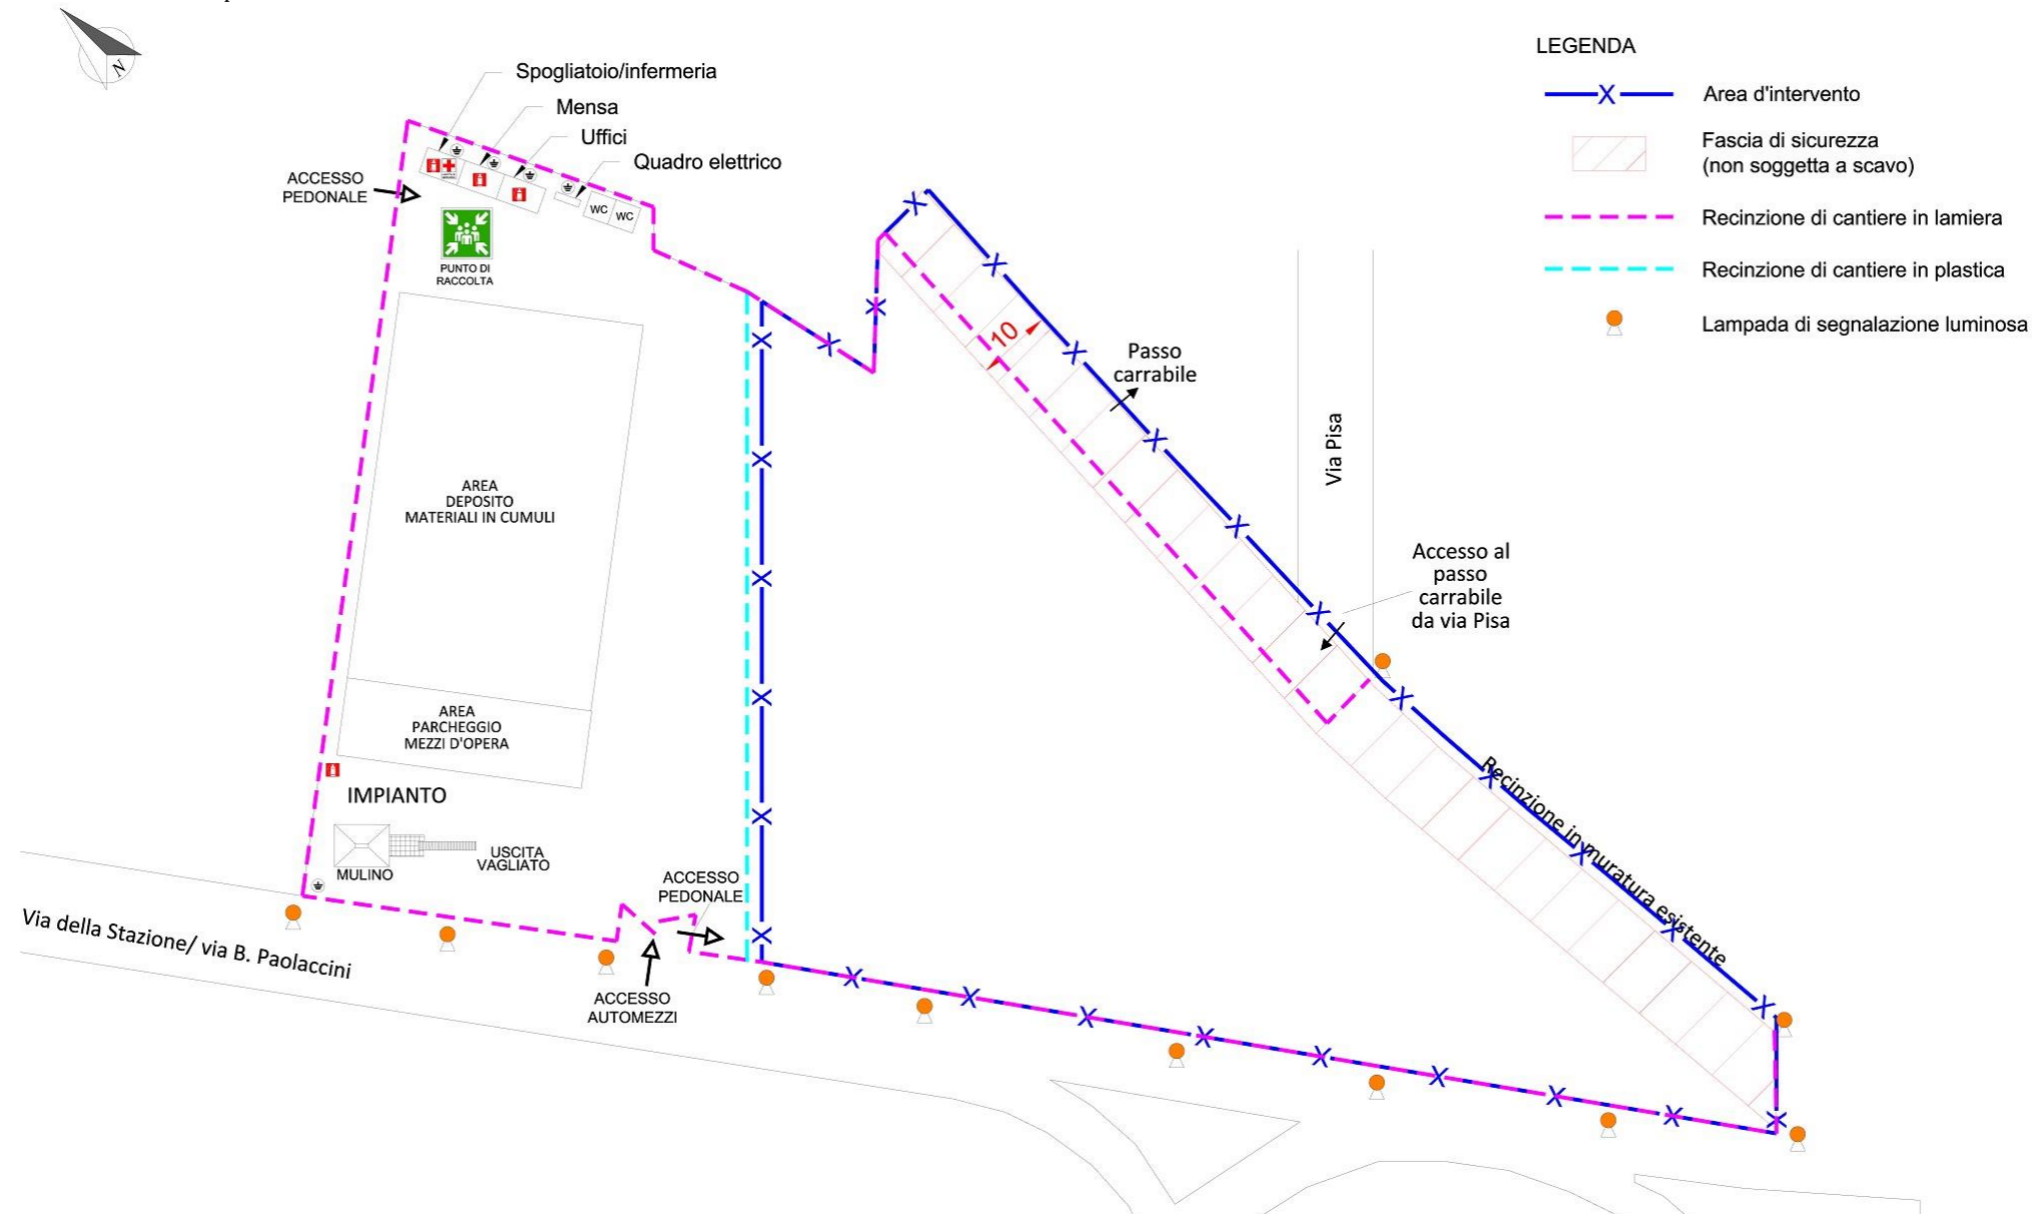 N
Spogliatoio/infermeria
Mensa
Uffici
Quadro elettrico
WC
WC
ACCESSO
PEDONALE
PUNTO DI
RACCOLTA
AREA
DEPOSITO
MATERIALI IN CUMULI
AREA
PARCHEGGIO
MEZZI D'OPERA
IMPIANTO
MULINO
USCITA
VAGLIATO
ACCESSO
PEDONALE
ACCESSO
AUTOMEZZI
Via della Stazione/ via B. Paolaccini
10
Passo
carrabile
Via Pisa
Accesso al
passo
carrabile
da via Pisa
Recinzione in muratura esistente
LEGENDA
Area d'intervento
Fascia di sicurezza
(non soggetta a scavo)
Recinzione di cantiere in lamiera
Recinzione di cantiere in plastica
Lampada di segnalazione luminosa